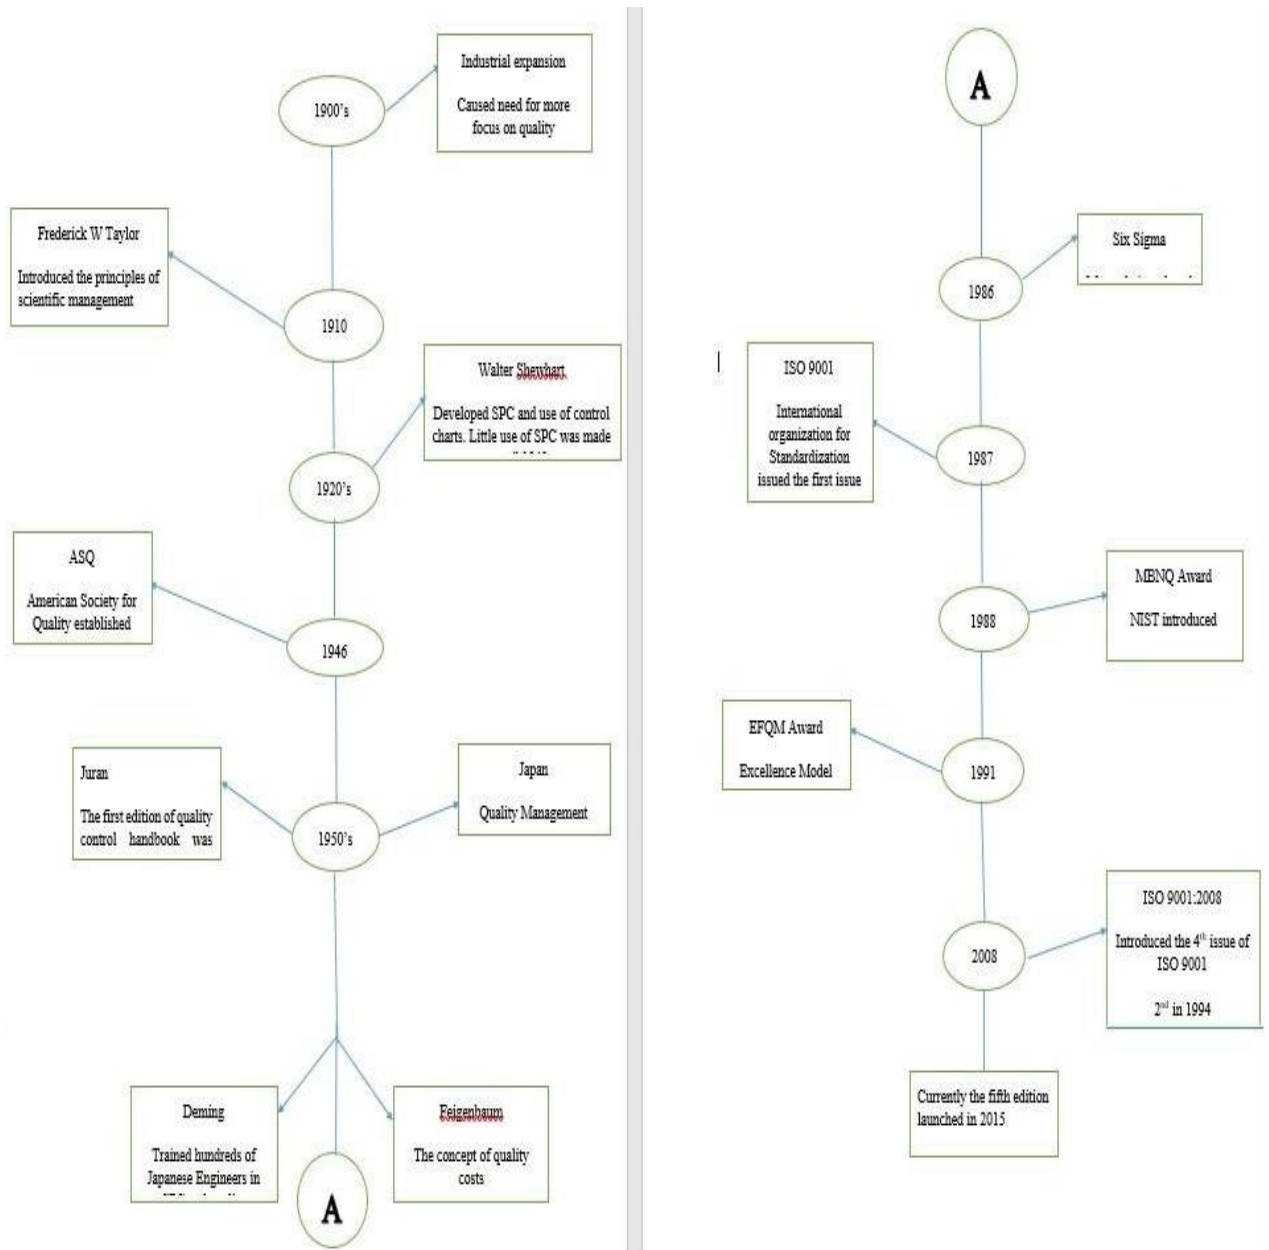 1900's
Industrial expansion
Caused need for more
focus on quality
Frederick W Taylor
Introduced the principles of
scientific management
1910
Walter Shewhart
Developed SPC and use of control
charts. Little use of SPC was made
1920's
ASQ
American Society for
Quality established
1946
Juran
The first edition of quality
control handbook was
Japan
Quality Management
1950's
Deming
Trained hundreds of
Japanese Engineers in
Feigenbaum
The concept of quality
costs
A
A
Six Sigma
1986
ISO 9001
International
organization for
Standardization
issued the first issue
1987
MBNQ Award
NIST introduced
1988
EFQM Award
Excellence Model
1991
ISO 9001:2008
Introduced the 4th issue of
ISO 9001
2nd in 1994
2008
Currently the fifth edition
launched in 2015